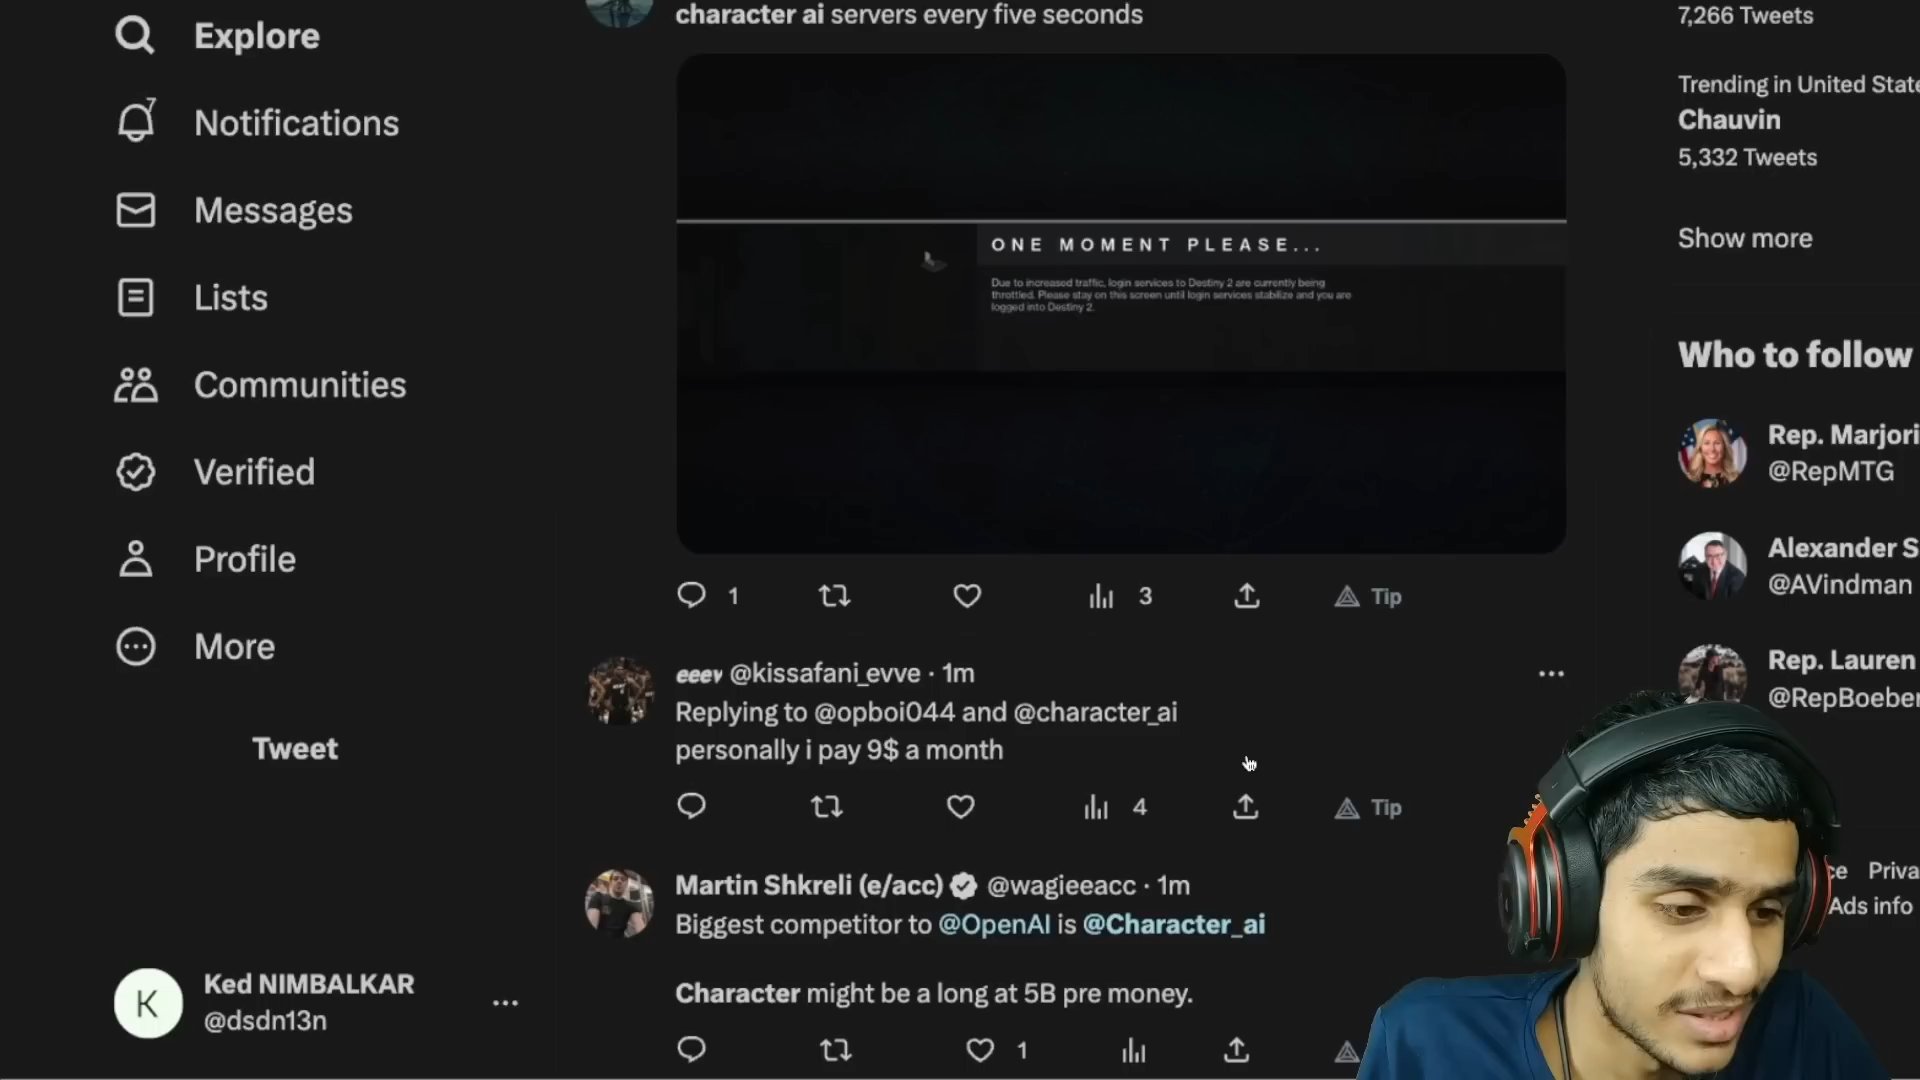 Explore
7
Notifications
Messages
Lists
Communities
Verified
Profile
More
Tweet
K
Ked NIMBALKAR
@dsdn13n
character ai servers every five seconds
ONE MOMENT PLEASE...
Due to increased traffic, login services to Destiny 2 are currently being
throttled. Please stay on this screen until login services stabilize and you are
logged into Destiny 2.
1
3
Tip
eeev @kissafani_evve · 1m
Replying to @opboi044 and @character_ai
personally i pay 9$ a month
4
Tip
Martin Shkreli (e/acc) @wagieeacc · 1m
Biggest competitor to @OpenAI is @Character_ai
Character might be a long at 5B pre money.
1
7,266 Tweets
Trending in United State
Chauvin
5,332 Tweets
Show more
Who to follow
Rep. Marjori
@RepMTG
Alexander S
@AVindman
Rep. Lauren
@RepBoeber
ce Priva
Ads info